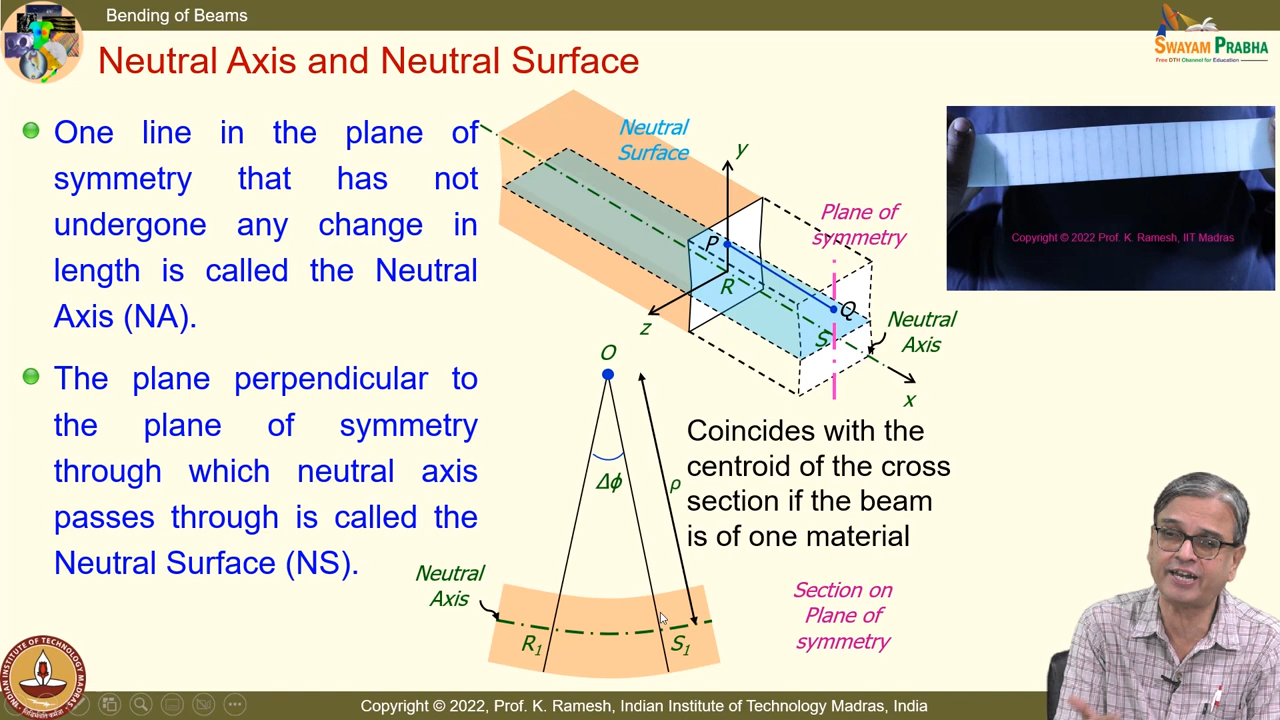 Bending of Beams
Neutral Axis and Neutral Surface
SWAYAM PRABHA
Free DTH Channel for Education
One line in the plane of
symmetry that has not
undergone any change in
length is called the Neutral
Axis (NA).
The plane perpendicular to
the plane of symmetry
through which neutral axis
passes through is called the
Neutral Surface (NS).
Neutral
Surface
y
Plane of
symmetry
P
R
Q
S
z
x
Neutral
Axis
Copyright © 2022 Prof. K. Ramesh, IIT Madras
O
Δϕ
ρ
Coincides with the
centroid of the cross
section if the beam
is of one material
Neutral
Axis
R1
S1
Section on
Plane of
symmetry
INDIAN INSTITUTE OF TECHNOLOGY MADRAS
Copyright © 2022, Prof. K. Ramesh, Indian Institute of Technology Madras, India